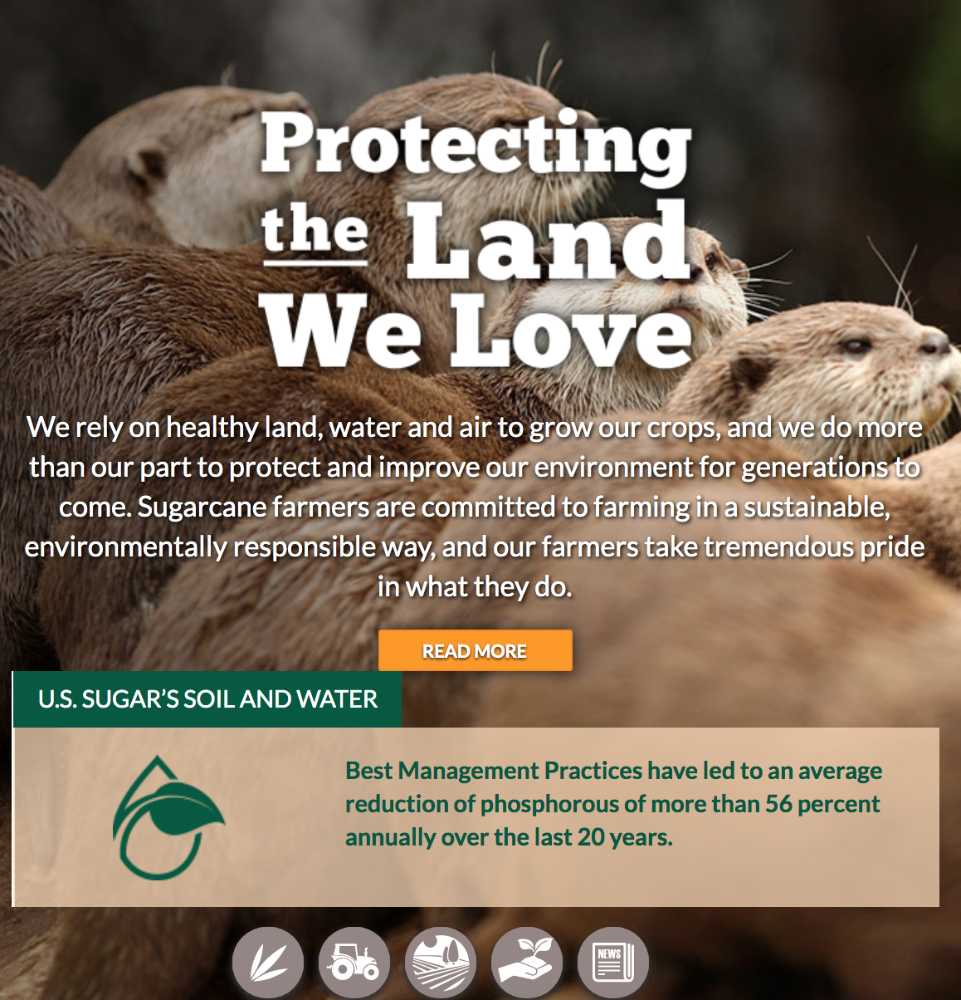 Protecting
the Land
We Love
We rely on healthy land, water and air to grow our crops, and we do more
than our part to protect and improve our environment for generations to
come. Sugarcane farmers are committed to farming in a sustainable,
environmentally responsible way, and our farmers take tremendous pride
in what they do.
READ MORE
U.S. SUGAR’S SOIL AND WATER
Best Management Practices have led to an average
reduction of phosphorous of more than 56 percent
annually over the last 20 years.
NEWS